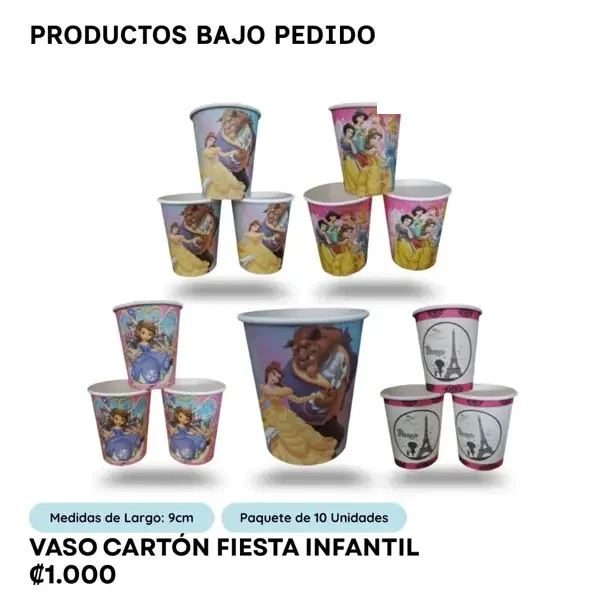 PRODUCTOS BAJO PEDIDO
Medidas de Largo: 9cm
Paquete de 10 Unidades
VASO CARTÓN FIESTA INFANTIL
₡1.000